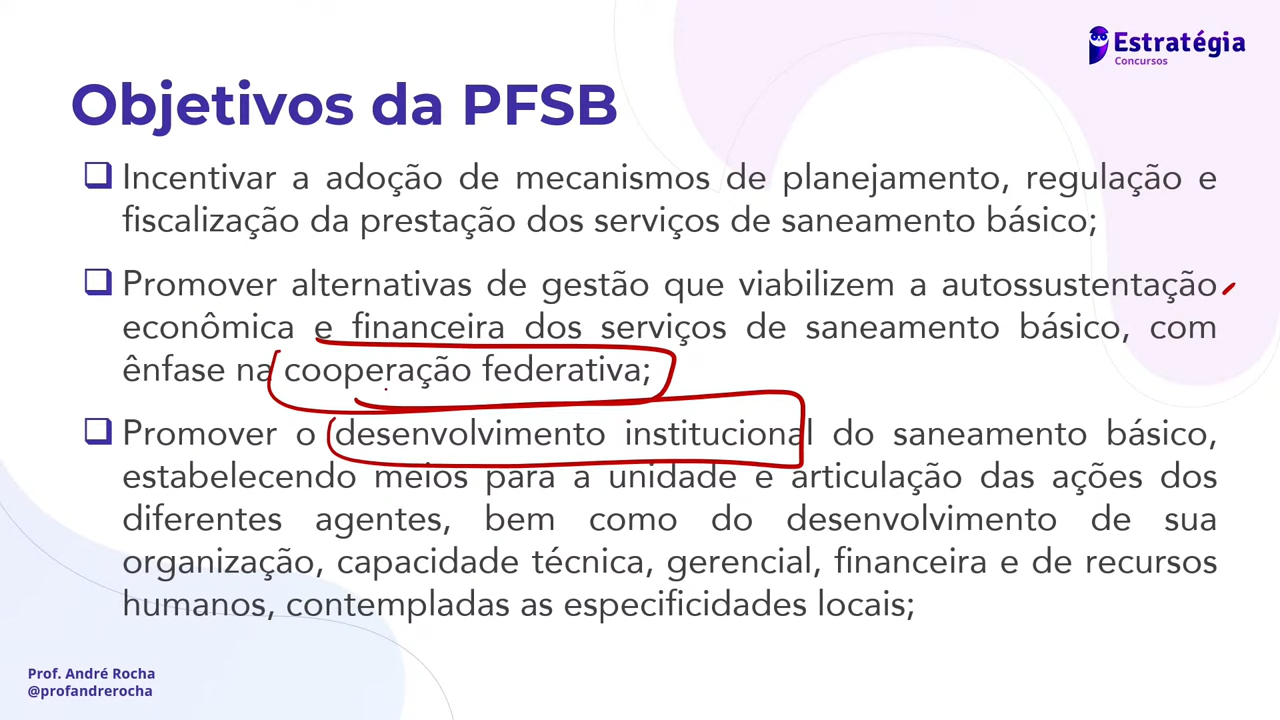 Estratégia
Concursos
Objetivos da PFSB
Incentivar a adoção de mecanismos de planejamento, regulação e
fiscalização da prestação dos serviços de saneamento básico;
Promover alternativas de gestão que viabilizem a autossustentação
econômica e financeira dos serviços de saneamento básico, com
ênfase na cooperação federativa;
Promover o desenvolvimento institucional do saneamento básico,
estabelecendo meios para a unidade e articulação das ações dos
diferentes agentes, bem como do desenvolvimento de sua
organização, capacidade técnica, gerencial, financeira e de recursos
humanos, contempladas as especificidades locais;
Prof. André Rocha
@profandrerocha